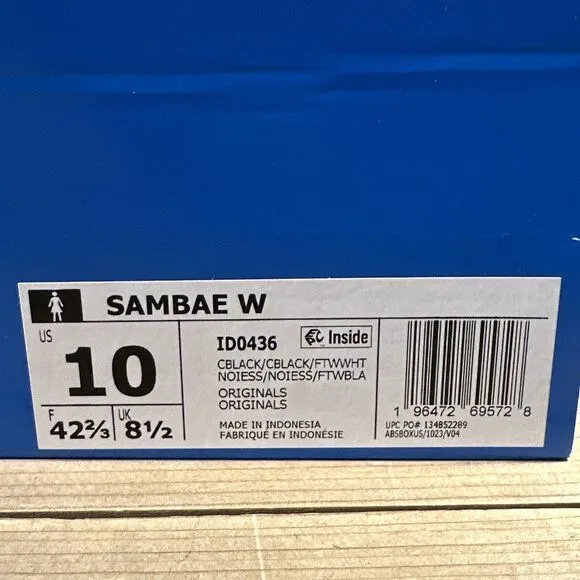 SAMBAE W
US
10
F
42⅔
UK
8½
ID0436
Inside
CBLACK/CBLACK/FTWWHT
NOIESS/NOIESS/FTWBLA
ORIGINALS
ORIGINALS
MADE IN INDONESIA
FABRIQUÉ EN INDONÉSIE
1 96472 69572 8
UPC PO# 134852289
ABSBOXUS/1023/V04